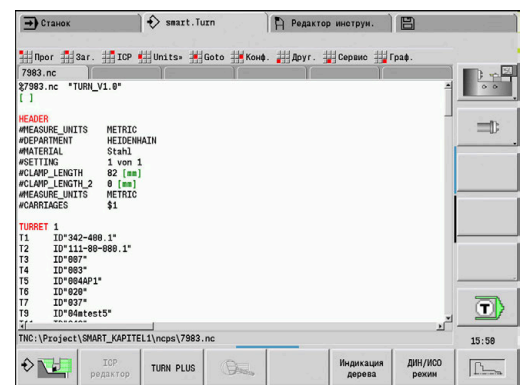 Станок
smart.Turn
Редактор инструм.
Прог Заг. ICP Units» Goto Конф. Друг. Сервис Граф.
7983.nc
%7983.nc "TURN_V1.0"
[ ]
HEADER
#MEASURE_UNITS METRIC
#DEPARTMENT HEIDENHAIN
#MATERIAL Stahl
#SETTING 1 von 1
#CLAMP_LENGTH 82 [mm]
#CLAMP_LENGTH_2 0 [mm]
#MEASURE_UNITS METRIC
#CARRIAGES $1
TURRET 1
T1 ID"342-400.1"
T2 ID"111-80-080.1"
T3 ID"007"
T4 ID"003"
T5 ID"004AP1"
T6 ID"020"
T7 ID"037"
T9 ID"04mtest5"
TNC:\Project\SMART_KAPITEL1\ncps\7983.nc
T
15:50
ICP редактор
TURN PLUS
Индикация дерева
ДИН/ИСО режим